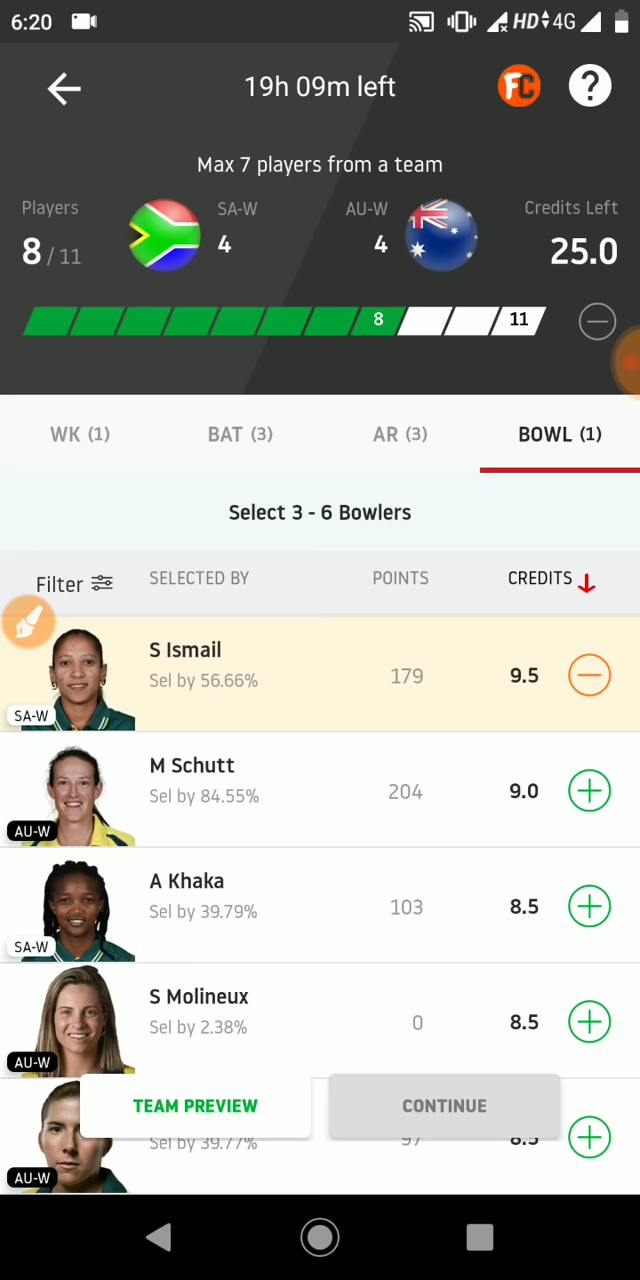 6:20 HD 4G
19h 09m left FC ?
Max 7 players from a team
Players SA-W AU-W Credits Left
8 / 11 4 4 25.0
8 11
WK (1) BAT (3) AR (3) BOWL (1)
Select 3 - 6 Bowlers
Filter SELECTED BY POINTS CREDITS
S Ismail
Sel by 56.66% 179 9.5
SA-W
M Schutt
Sel by 84.55% 204 9.0
AU-W
A Khaka
Sel by 39.79% 103 8.5
SA-W
S Molineux
Sel by 2.38% 0 8.5
AU-W
TEAM PREVIEW CONTINUE
Sel by 39.77% 97 8.5
AU-W